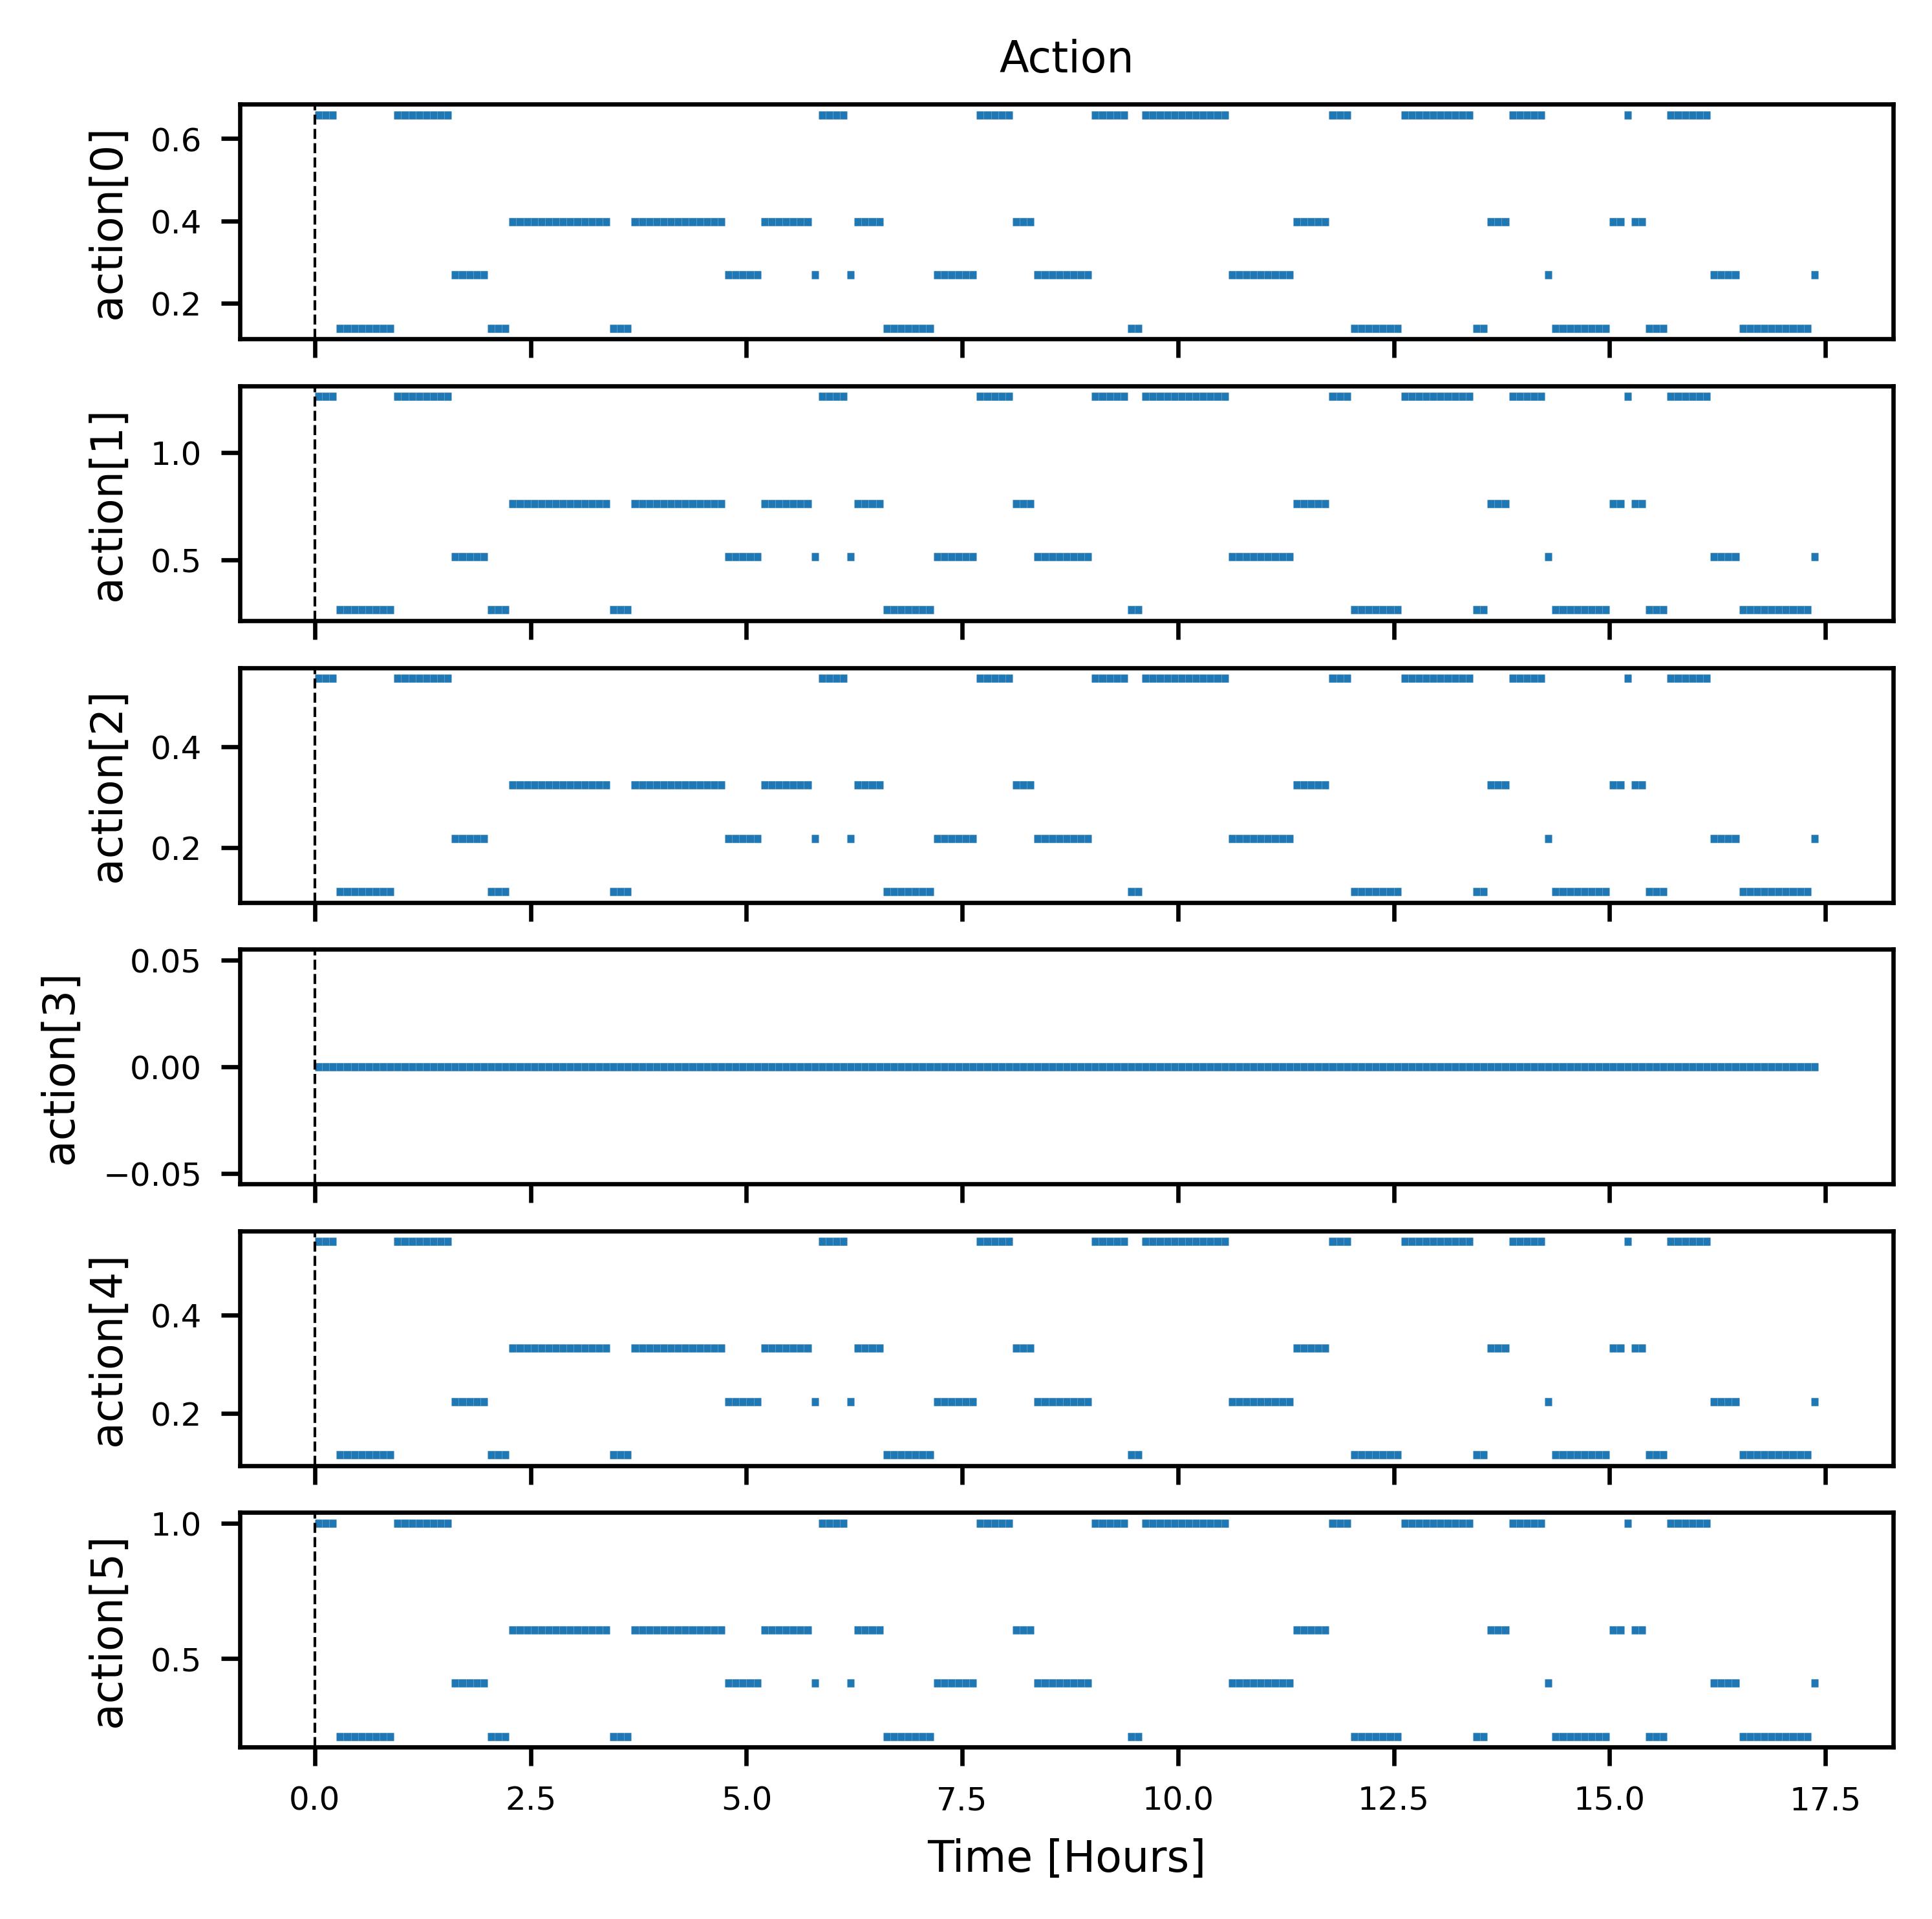 Action
action[0]
0.6
0.4
0.2
action[1]
1.0
0.5
action[2]
0.4
0.2
action[3]
0.05
0.00
−0.05
action[4]
0.4
0.2
action[5]
1.0
0.5
0.0 2.5 5.0 7.5 10.0 12.5 15.0 17.5
Time [Hours]